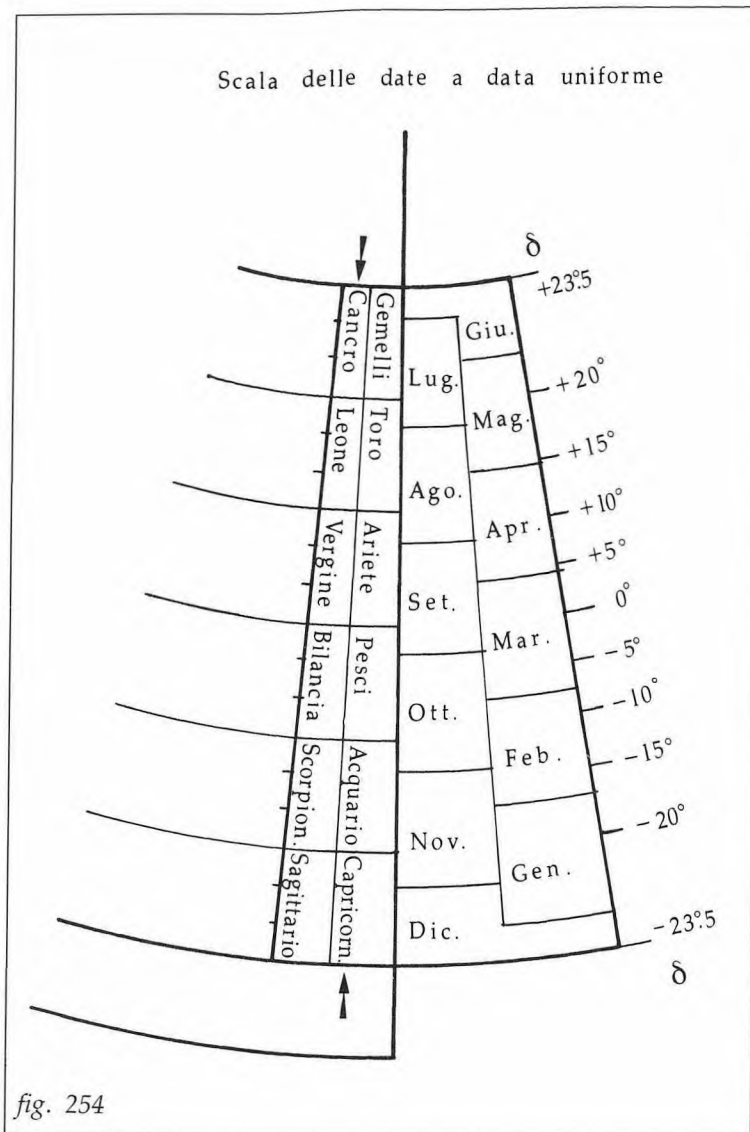 Scala delle date a data uniforme
δ
+23°.5
Gemelli
Cancro
Giu.
Lug.
+20°
Toro
Leone
Mag.
+15°
Ago.
+10°
Apr.
Ariete
Vergine
+5°
Set.
0°
Mar.
Pesci
Bilancia
-5°
Ott.
-10°
Feb.
-15°
Acquario
Scorpion.
Nov.
-20°
Gen.
Capricorn.
Sagittario
Dic.
-23°.5
δ
fig. 254